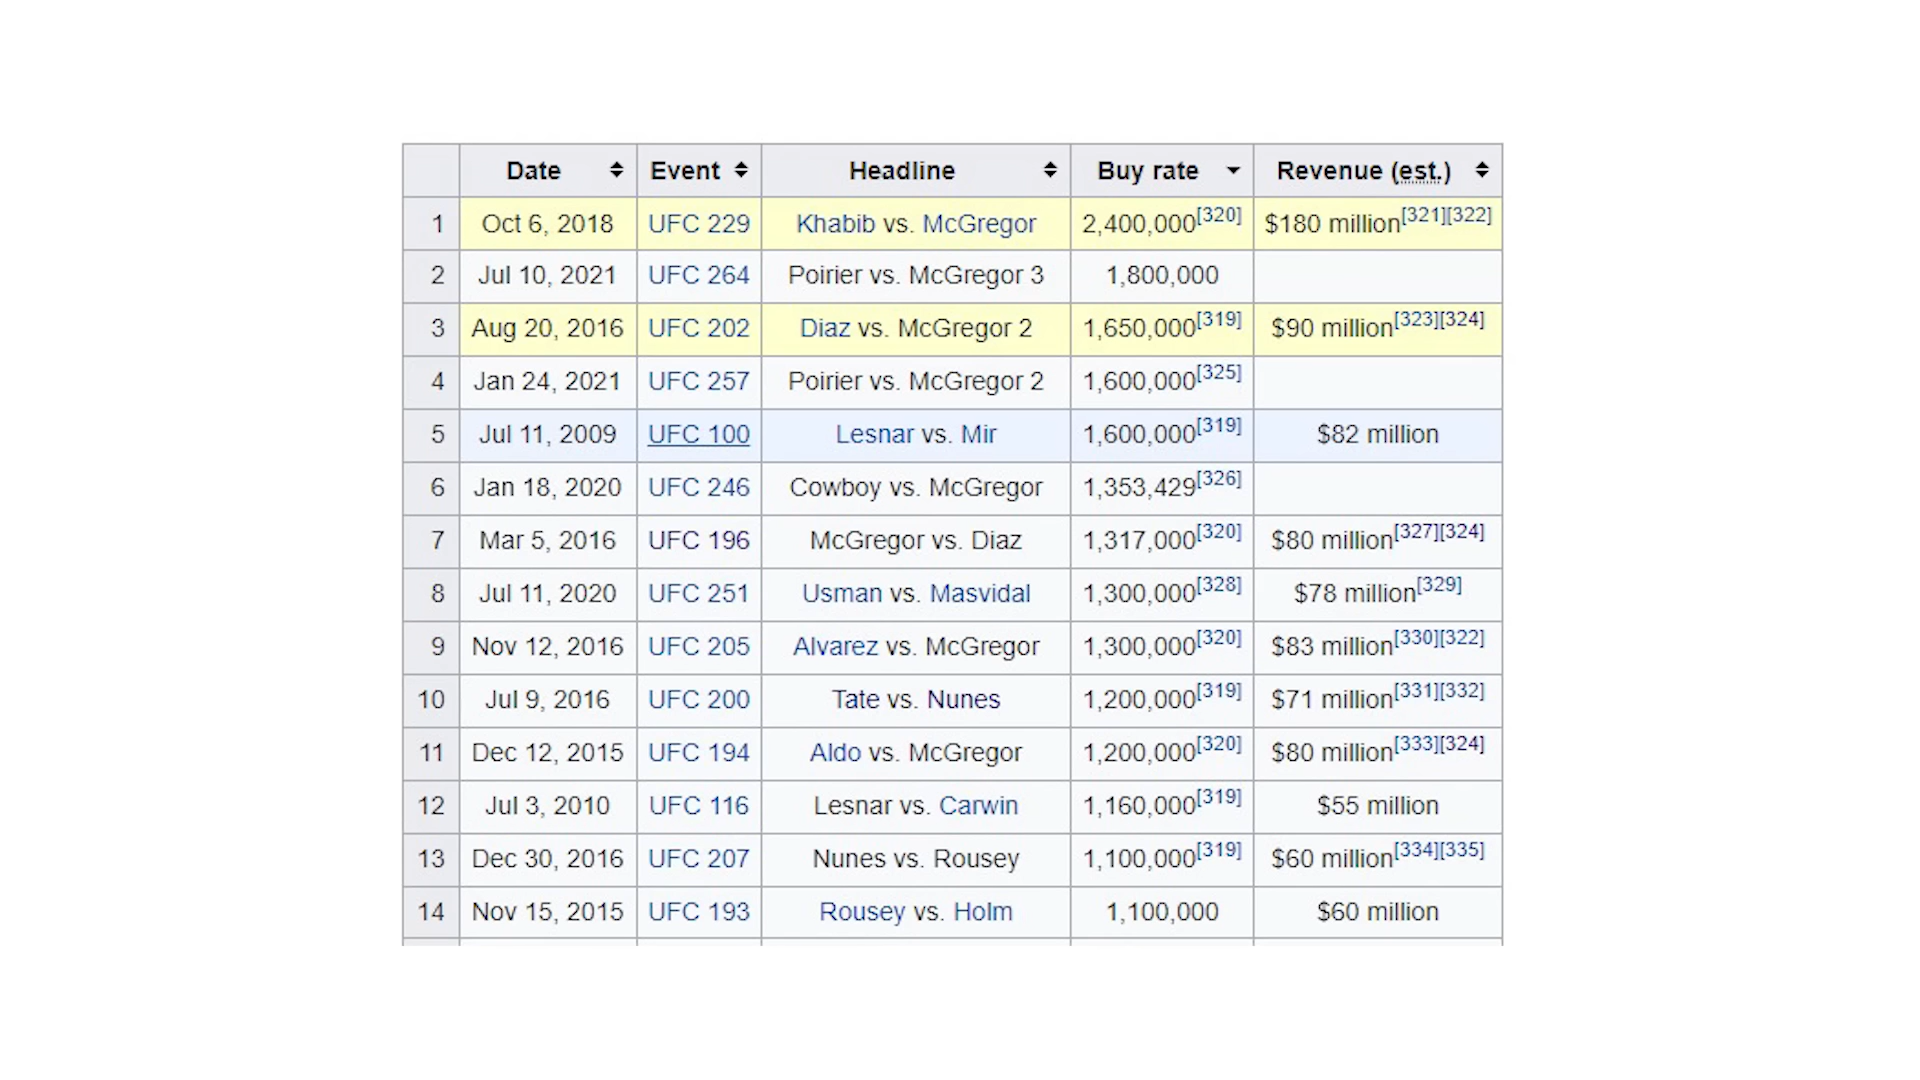 Date Event Headline Buy rate Revenue (est.)
1 Oct 6, 2018 UFC 229 Khabib vs. McGregor 2,400,000[320] $180 million[321][322]
2 Jul 10, 2021 UFC 264 Poirier vs. McGregor 3 1,800,000
3 Aug 20, 2016 UFC 202 Diaz vs. McGregor 2 1,650,000[319] $90 million[323][324]
4 Jan 24, 2021 UFC 257 Poirier vs. McGregor 2 1,600,000[325]
5 Jul 11, 2009 UFC 100 Lesnar vs. Mir 1,600,000[319] $82 million
6 Jan 18, 2020 UFC 246 Cowboy vs. McGregor 1,353,429[326]
7 Mar 5, 2016 UFC 196 McGregor vs. Diaz 1,317,000[320] $80 million[327][324]
8 Jul 11, 2020 UFC 251 Usman vs. Masvidal 1,300,000[328] $78 million[329]
9 Nov 12, 2016 UFC 205 Alvarez vs. McGregor 1,300,000[320] $83 million[330][322]
10 Jul 9, 2016 UFC 200 Tate vs. Nunes 1,200,000[319] $71 million[331][332]
11 Dec 12, 2015 UFC 194 Aldo vs. McGregor 1,200,000[320] $80 million[333][324]
12 Jul 3, 2010 UFC 116 Lesnar vs. Carwin 1,160,000[319] $55 million
13 Dec 30, 2016 UFC 207 Nunes vs. Rousey 1,100,000[319] $60 million[334][335]
14 Nov 15, 2015 UFC 193 Rousey vs. Holm 1,100,000 $60 million